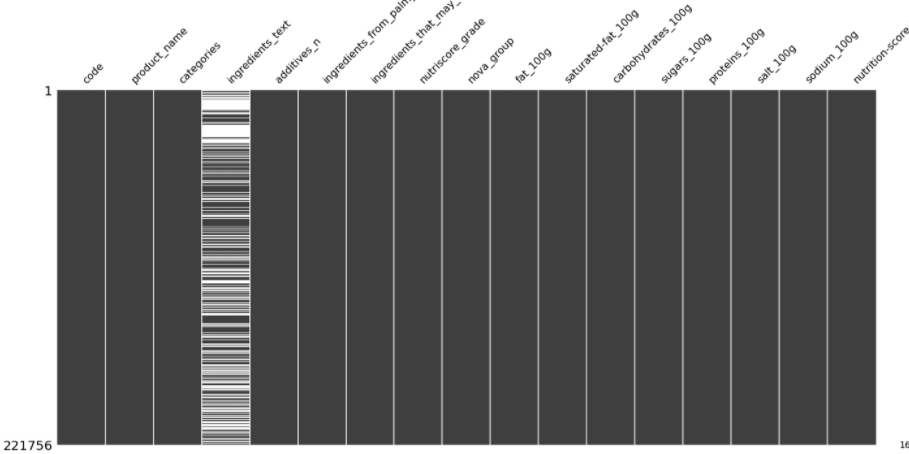 code
product_name
categories
ingredients_text
additives_n
ingredients_from_palm_
ingredients_that_may_
nutriscore_grade
nova_group
fat_100g
saturated-fat_100g
carbohydrates_100g
sugars_100g
proteins_100g
salt_100g
sodium_100g
nutrition-score
1
221756
16